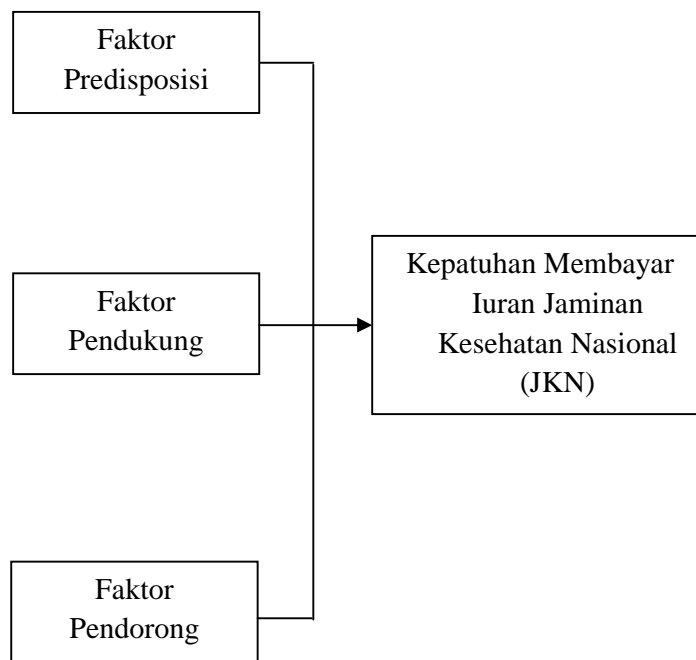 Faktor
Predisposisi
Faktor
Pendukung
Kepatuhan Membayar
Iuran Jaminan
Kesehatan Nasional
(JKN)
Faktor
Pendorong